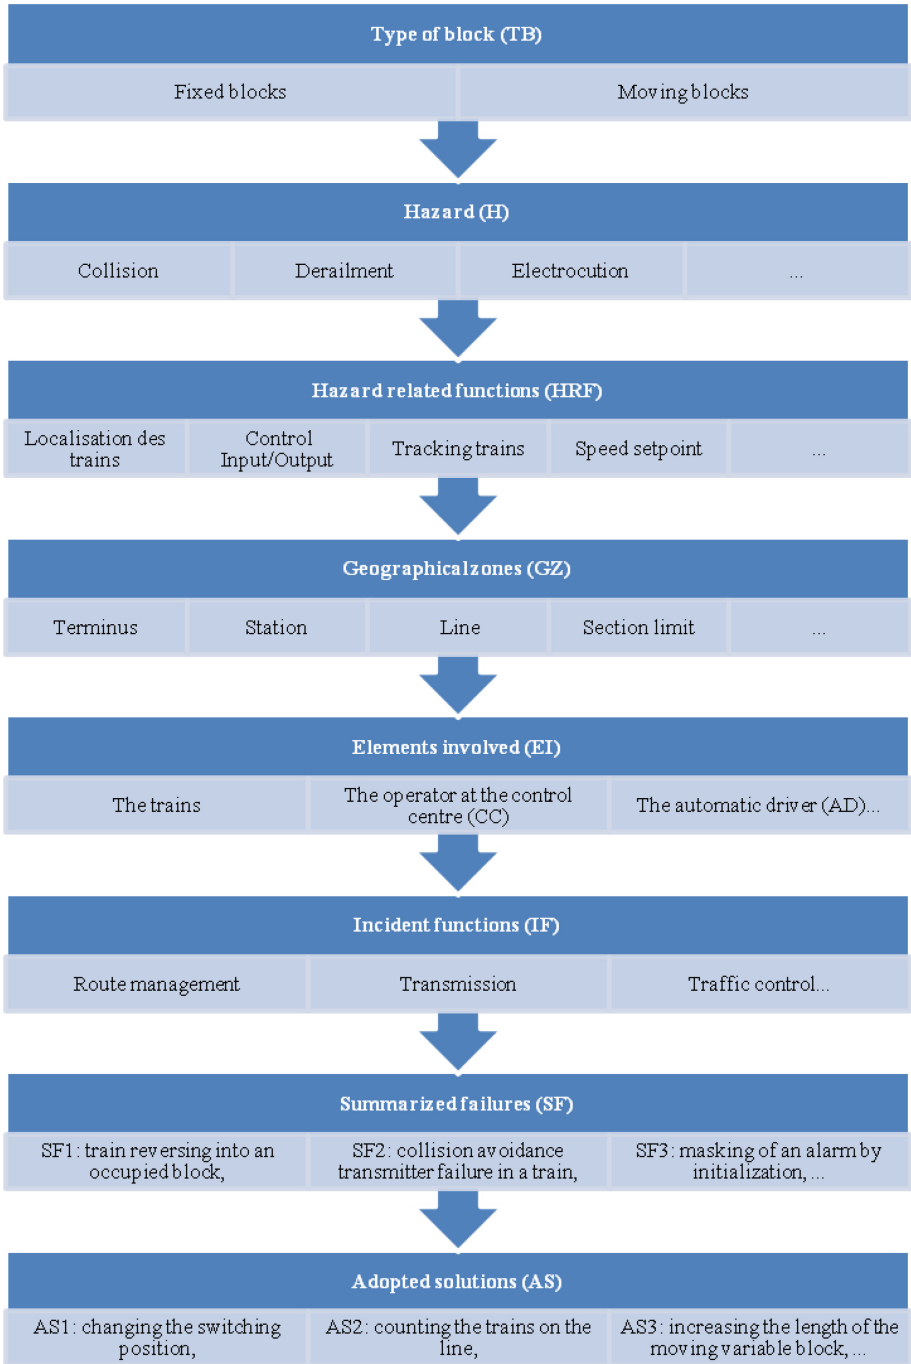 Type of block (TB)
Fixed blocks
Moving blocks
Hazard (H)
Collision
Derailment
Electrocution
...
Hazard related functions (HRF)
Localisation des
trains
Control
Input/Output
Tracking trains
Speed setpoint
...
Geographical zones (GZ)
Terminus
Station
Line
Section limit
...
Elements involved (EI)
The trains
The operator at the control
centre (CC)
The automatic driver (AD)...
Incident functions (IF)
Route management
Transmission
Traffic control...
Summarized failures (SF)
SF1: train reversing into an
occupied block,
SF2: collision avoidance
transmitter failure in a train,
SF3: masking of an alarm by
initialization, ...
Adopted solutions (AS)
AS1: changing the switching
position,
AS2: counting the trains on the
line,
AS3: increasing the length of the
moving variable block, ...